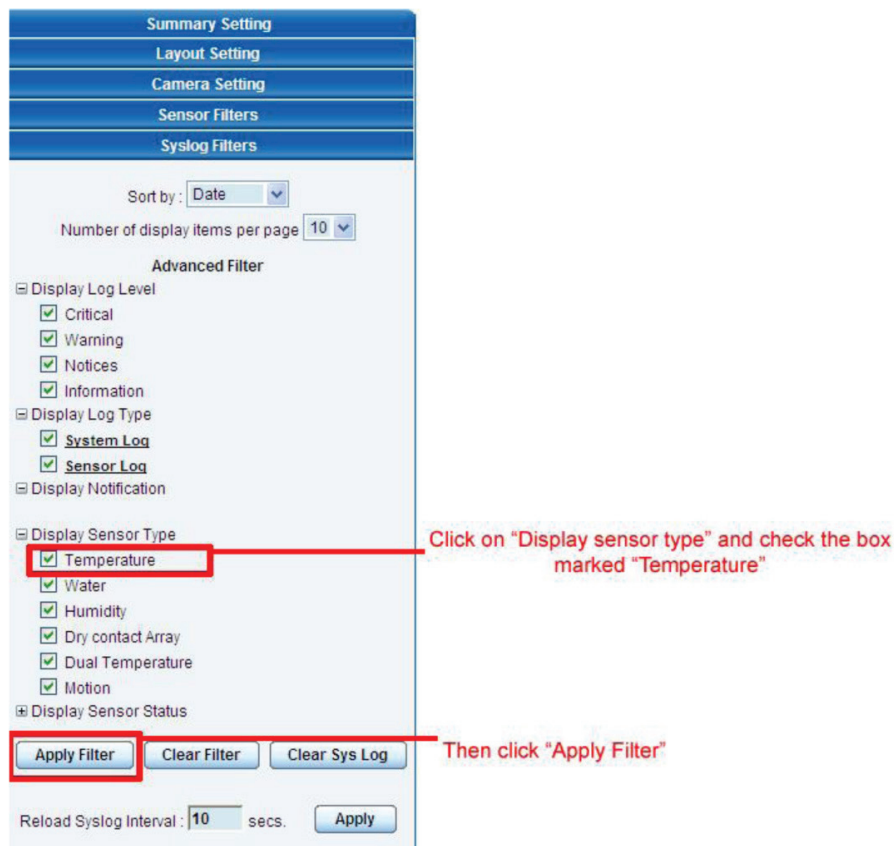 Summary Setting
Layout Setting
Camera Setting
Sensor Filters
Syslog Filters
Sort by : Date
Number of display items per page 10
Advanced Filter
Display Log Level
Critical
Warning
Notices
Information
Display Log Type
System Log
Sensor Log
Display Notification
Display Sensor Type
Temperature
Water
Humidity
Dry contact Array
Dual Temperature
Motion
Display Sensor Status
Apply Filter Clear Filter Clear Sys Log
Reload Syslog Interval : 10 secs. Apply
Click on “Display sensor type” and check the box
marked “Temperature”
Then click “Apply Filter”